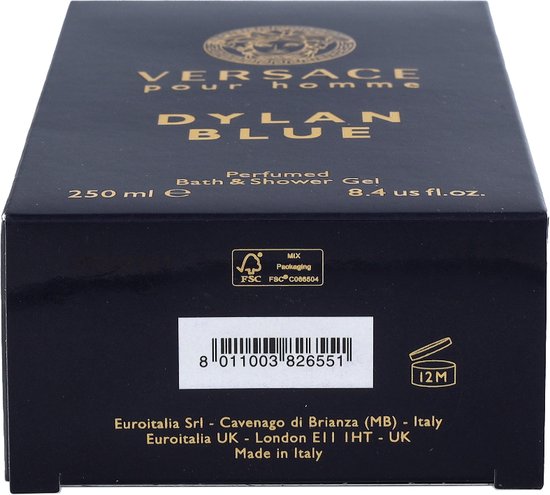 VERSACE
pour homme
DYLAN
BLUE
Perfumed
Bath & Shower Gel
250 ml ℮ 8.4 us fl.oz.
FSC
MIX
Packaging
FSC® C066504
8 011003 826551
12M
Euroitalia Srl - Cavenago di Brianza (MB) - Italy
Euroitalia UK - London E11 1HT - UK
Made in Italy